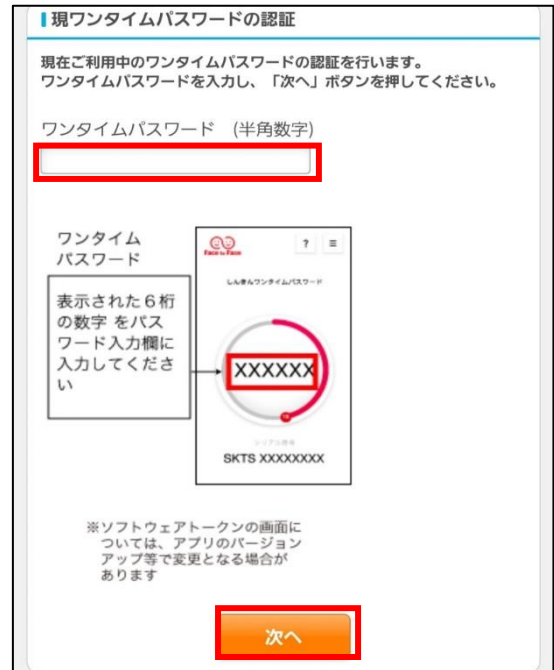 現ワンタイムパスワードの認証
現在ご利用中のワンタイムパスワードの認証を行います。
ワンタイムパスワードを入力し、「次へ」ボタンを押してください。
ワンタイムパスワード (半角数字)
ワンタイム
パスワード
表示された6桁
の数字 をパス
ワード入力欄に
入力してくださ
い
Face to Face
? ≡
しんきんワンタイムパスワード
XXXXXX
シリアル番号
SKTS XXXXXXXX
※ソフトウェアトークンの画面に
ついては、アプリのバージョン
アップ等で変更となる場合が
あります
次へ